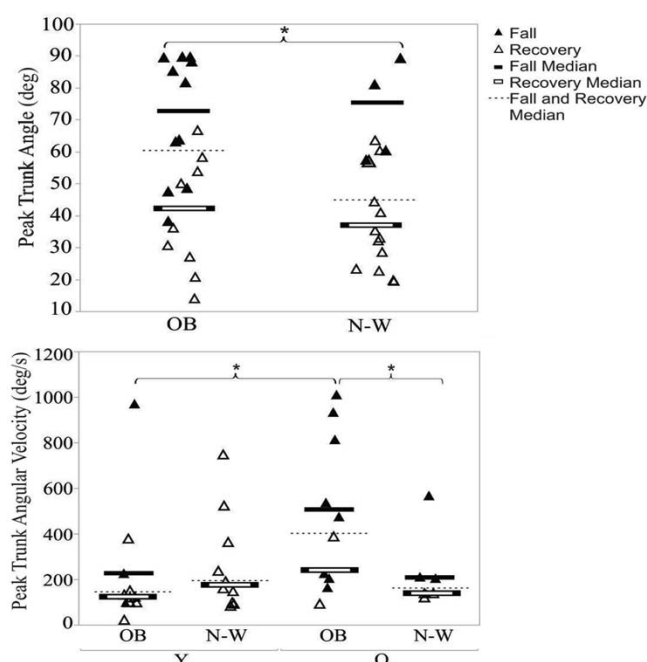 Peak Trunk Angle (deg)
100
90
80
70
60
50
40
30
20
10
*
OB
N-W
Fall
Recovery
Fall Median
Recovery Median
Fall and Recovery
Median
Peak Trunk Angular Velocity (deg/s)
1200
1000
800
600
400
200
0
*
*
OB
N-W
OB
N-W
Y
O